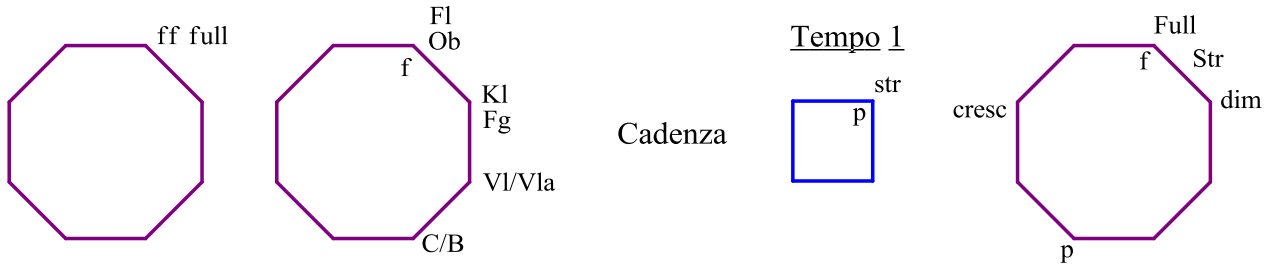 ff full
Fl
Ob
f
Kl
Fg
Vl/Vla
C/B
Cadenza
Tempo 1
str
p
Full
f
Str
dim
cresc
p